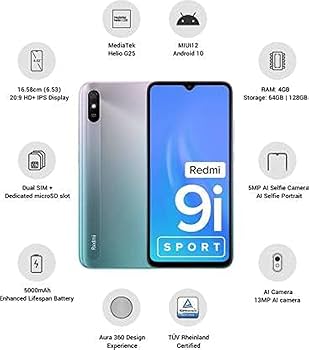 MediaTek
Helio G25
MIUI12
Android 10
16.58cm (6.53)
20:9 HD+ IPS Display
RAM: 4GB
Storage: 64GB | 128GB
Redmi
9i
SPORT
Redmi
Dual SIM +
Dedicated microSD slot
5MP AI Selfie Camera
AI Selfie Portrait
5000mAh
Enhanced Lifespan Battery
AI Camera
13MP AI camera
Aura 360 Design
Experience
TÜV Rheinland
Certified